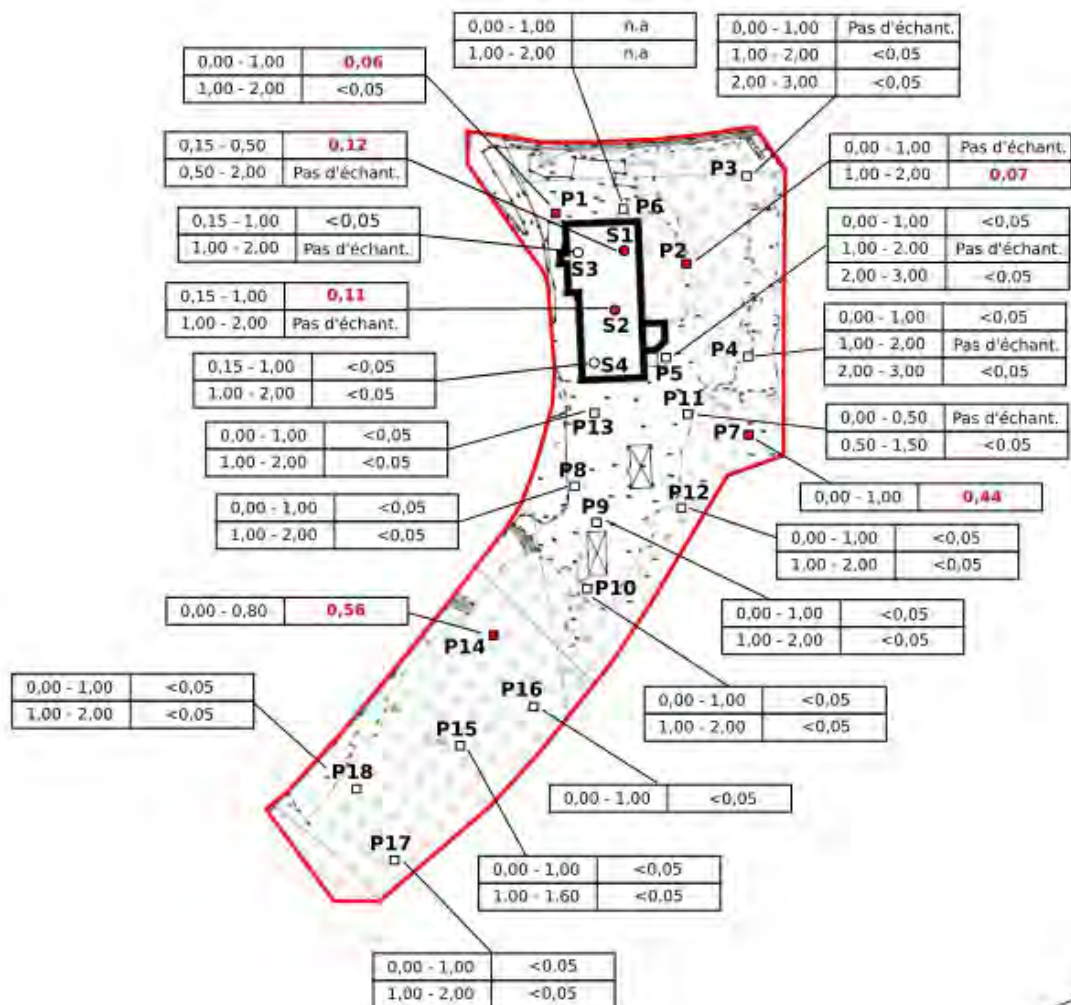 0,00 - 1,00 n.a
1,00 - 2,00 n.a
0,00 - 1,00 Pas d'échant.
1,00 - 2,00 <0,05
2,00 - 3,00 <0,05
0,00 - 1,00 0,06
1,00 - 2,00 <0,05
0,15 - 0,50 0,12
0,50 - 2,00 Pas d'échant.
0,00 - 1,00 Pas d'échant.
1,00 - 2,00 0,07
P3
P1
P6
0,15 - 1,00 <0,05
1,00 - 2.00 Pas d'échant.
0,00 - 1,00 <0,05
1,00 - 2.00 Pas d'échant.
2,00 - 3,00 <0,05
S1
P2
S3
0,15 - 1,00 0,11
1,00 - 2,00 Pas d'échant.
S2
0,00 - 1,00 <0,05
1,00 - 2,00 Pas d'échant.
2,00 - 3,00 <0,05
P4
S4
P5
0,15 - 1,00 <0,05
1.00 - 2.00 <0.05
P11
0,00 - 0,50 Pas d'échant.
0,50 - 1,50 <0,05
P13
P7
0,00 - 1,00 <0,05
1,00 - 2,00 <0.05
P8
0,00 - 1,00 0,44
0,00 - 1,00 <0,05
1,00 - 2,00 <0,05
P9
P12
0,00 - 1,00 <0,05
1.00 - 2.00 <0,05
P10
0,00 - 0,80 0,56
0,00 - 1,00 <0,05
1,00 - 2,00 <0,05
P14
0,00 - 1,00 <0,05
1.00 - 2,00 <0,05
P16
0,00 - 1,00 <0,05
1,00 - 2,00 <0,05
P15
P18
0,00 - 1.00 <0,05
P17
0,00 - 1,00 <0,05
1.00 - 1.60 <0,05
0,00 - 1,00 <0.05
1,00 - 2,00 <0,05